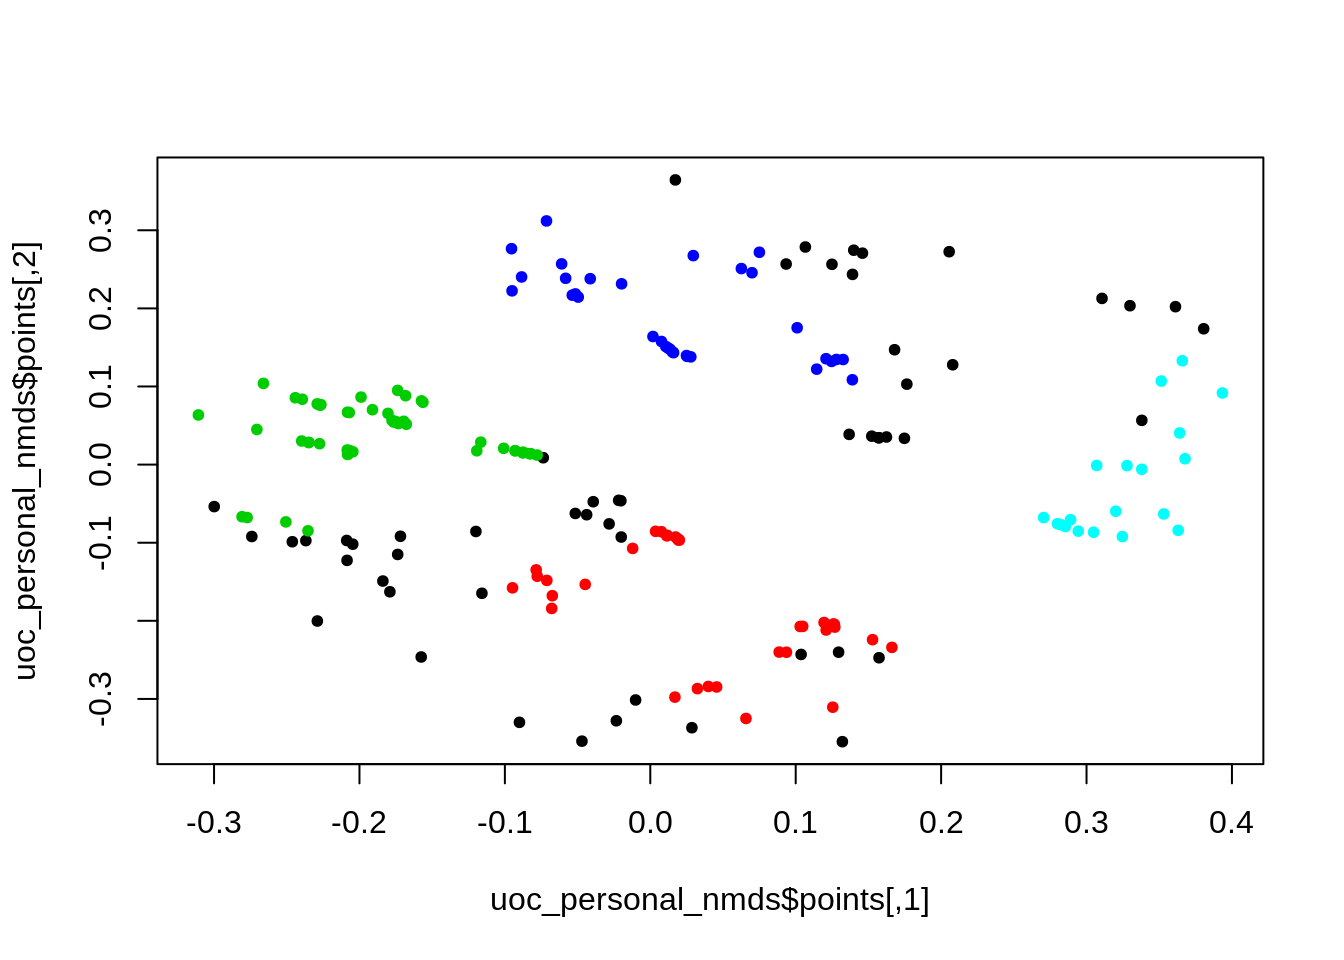 uoc_personal_nmds$points[,2]
0.3
0.2
0.1
0.0
-0.1
-0.3
-0.3 -0.2 -0.1 0.0 0.1 0.2 0.3 0.4
uoc_personal_nmds$points[,1]